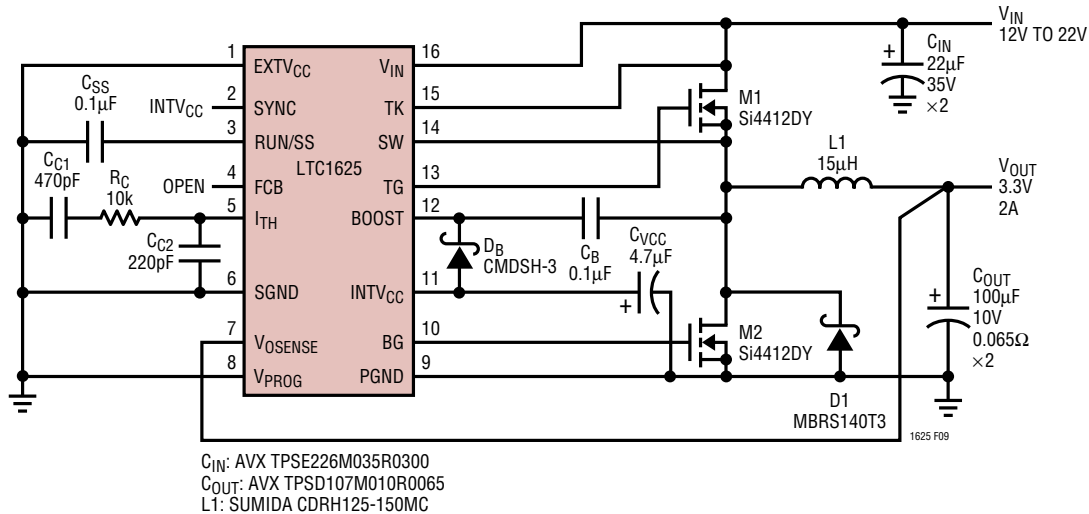 V_IN
12V TO 22V
C_IN
22µF
35V
×2
+
1
EXTV_CC
V_IN
16
C_SS
0.1µF
INTV_CC
2
SYNC
TK
15
M1
Si4412DY
3
RUN/SS
SW
14
LTC1625
L1
15µH
C_C1
470pF
R_C
10k
OPEN
4
FCB
TG
13
V_OUT
3.3V
2A
5
I_TH
BOOST
12
C_C2
220pF
D_B
CMDSH-3
C_B
0.1µF
C_VCC
4.7µF
+
6
SGND
INTV_CC
11
C_OUT
100µF
10V
0.065Ω
×2
+
7
V_OSENSE
BG
10
M2
Si4412DY
8
V_PROG
PGND
9
D1
MBRS140T3
1625 F09
C_IN: AVX TPSE226M035R0300
C_OUT: AVX TPSD107M010R0065
L1: SUMIDA CDRH125-150MC